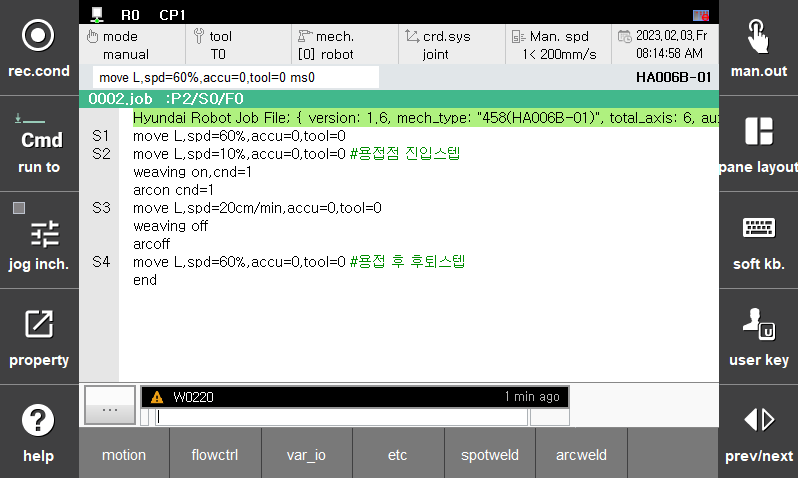 R0 CP1
rec.cond
mode
manual
tool
T0
mech.
[0] robot
crd.sys
joint
Man. spd
1< 200mm/s
2023,02,03,Fr
08:14:58 AM
man.out
move L,spd=60%,accu=0,tool=0 ms0
HA006B-01
0002.job :P2/S0/F0
Hyundai Robot Job File; { version: 1.6, mech_type: "458(HA006B-01)", total_axis: 6, au
S1 move L,spd=60%,accu=0,tool=0
S2 move L,spd=10%,accu=0,tool=0 #용접점 진입스텝
weaving on,cnd=1
arcon cnd=1
S3 move L,spd=20cm/min,accu=0,tool=0
weaving off
arcoff
S4 move L,spd=60%,accu=0,tool=0 #용접 후 후퇴스텝
end
Cmd
run to
jog inch.
property
help
pane layout
soft kb.
U
user key
prev/next
...
W0220
1 min ago
motion
flowctrl
var_io
etc
spotweld
arcweld